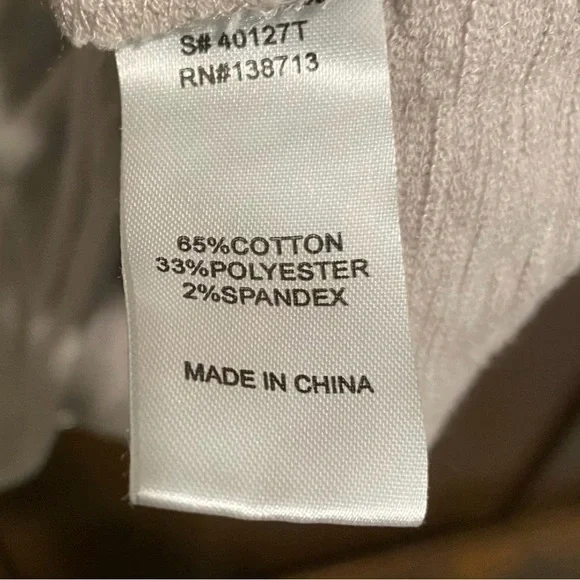 S# 40127T
RN#138713
65%COTTON
33%POLYESTER
2%SPANDEX
MADE IN CHINA